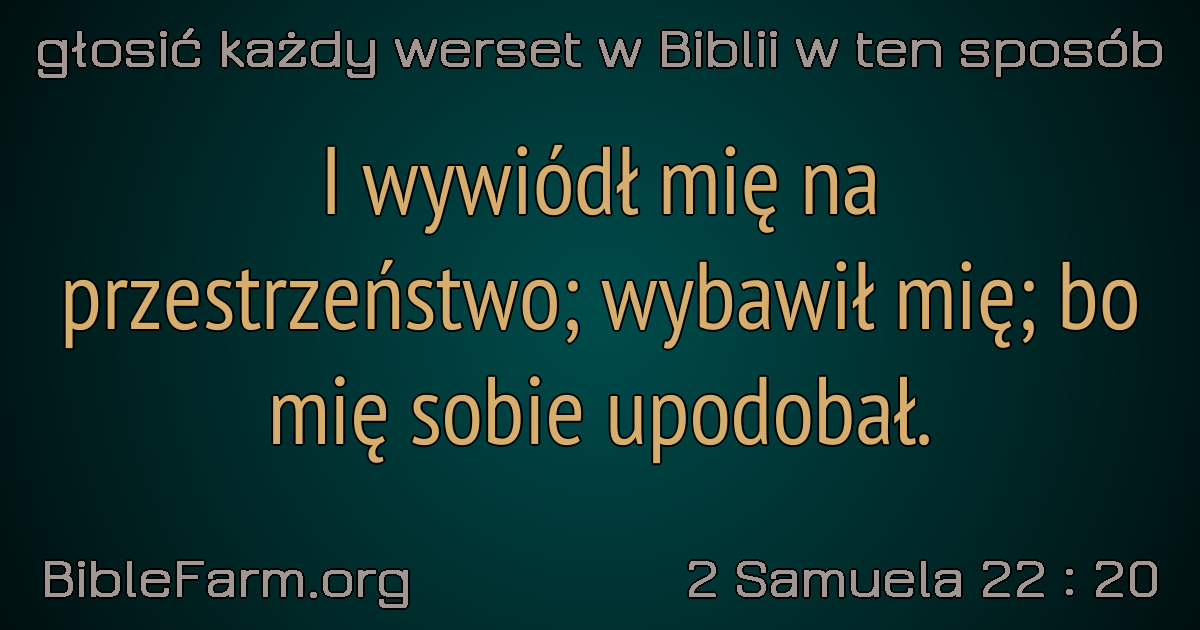 głosić każdy werset w Biblii w ten sposób
I wywiódł mię na
przestrzeństwo; wybawił mię; bo
mię sobie upodobał.
BibleFarm.org
2 Samuela 22 : 20